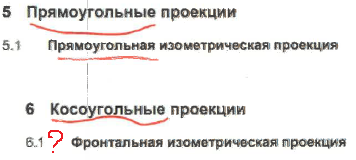 5 Прямоугольные проекции
5.1 Прямоугольная изометрическая проекция
6 Косоугольные проекции
6.1 ? Фронтальная изометрическая проекция